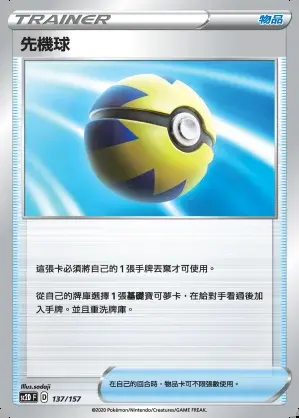 TRAINER
物品
先機球
這張卡必須將自己的1張手牌丟棄才可使用。
從自己的牌庫選擇1張基礎寶可夢卡，在給對手看過後加
入手牌。並且重洗牌庫。
Illus.sadaji
在自己的回合時，物品卡可不限張數使用。
D 137/157
©2020 Pokémon/Nintendo/Creatures/GAME FREAK.